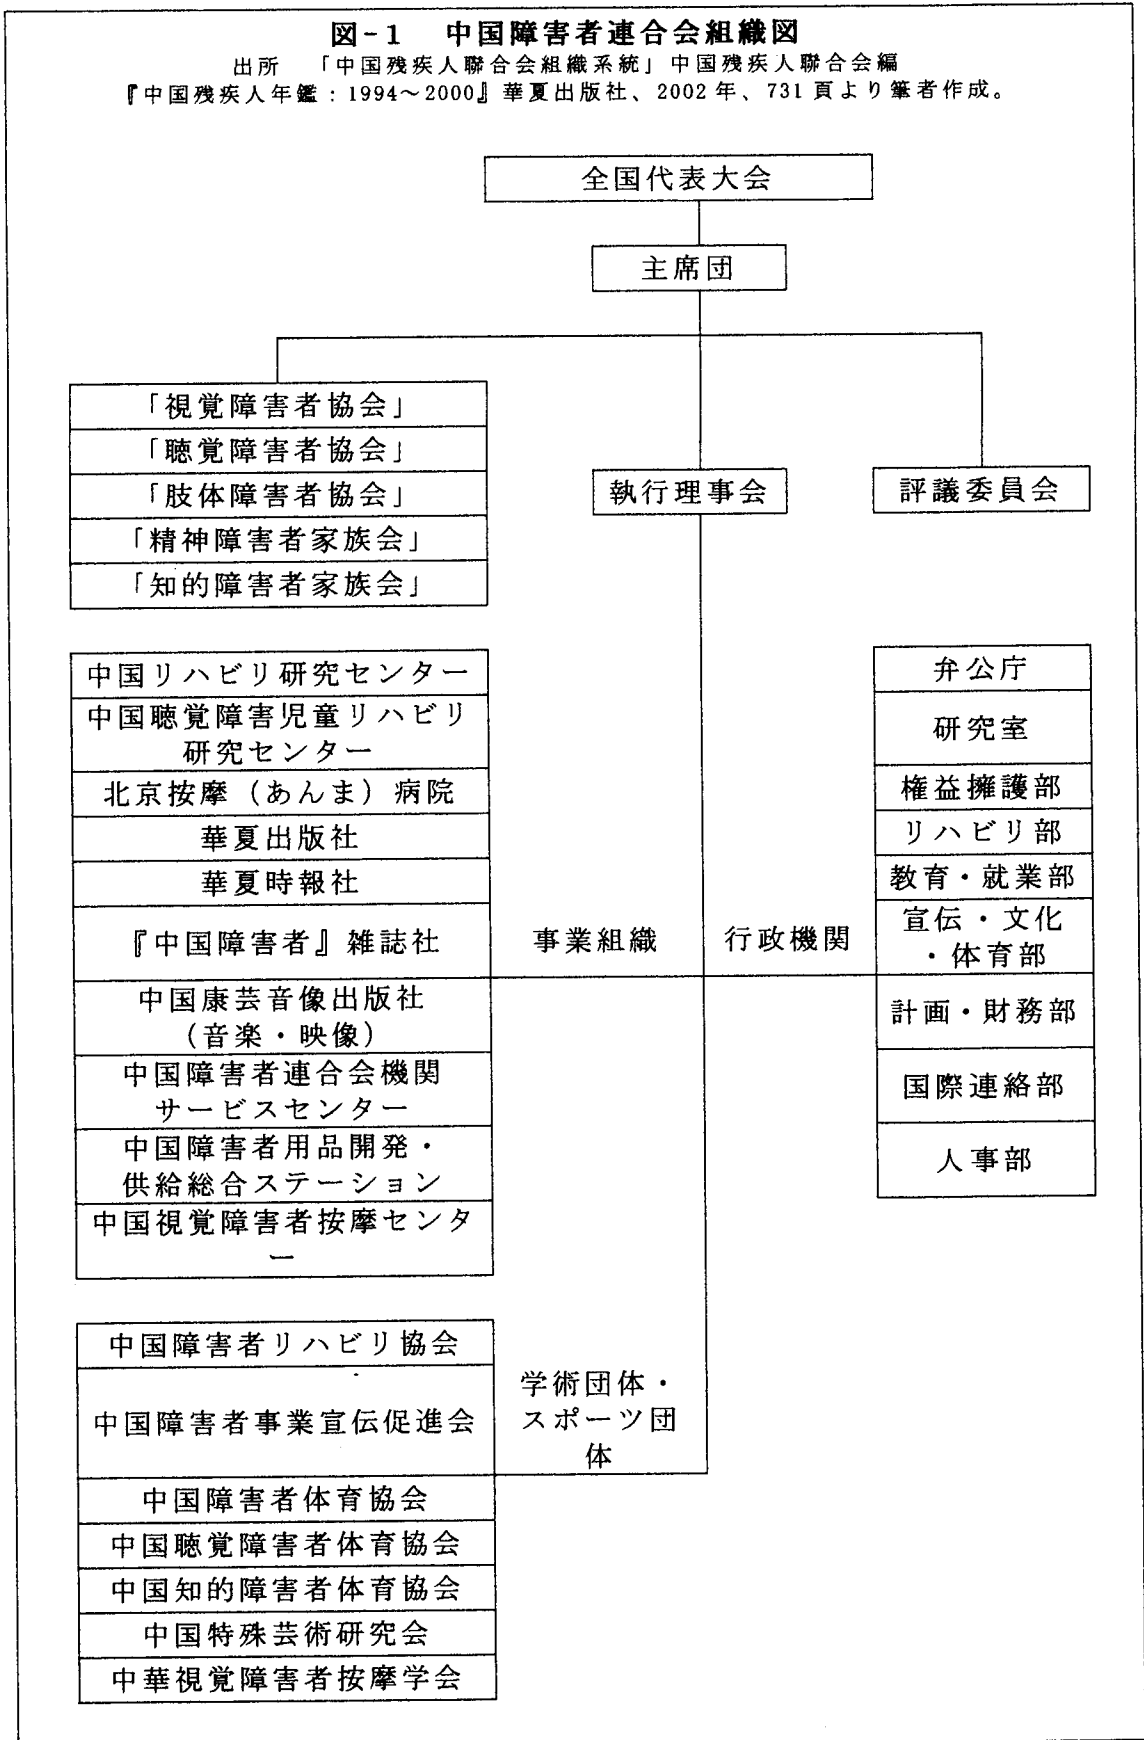 図-1 中国障害者連合会組織図
出所 「中国残疾人聯合会組織系統」中国残疾人聯合会編
『中国残疾人年鑑：1994～2000』華夏出版社、2002年、731頁より筆者作成。
全国代表大会
主席団
「視覚障害者協会」
「聴覚障害者協会」
「肢体障害者協会」
「精神障害者家族会」
「知的障害者家族会」
執行理事会
評議委員会
中国リハビリ研究センター
中国聴覚障害児童リハビリ
研究センター
北京按摩（あんま）病院
華夏出版社
華夏時報社
『中国障害者』雑誌社
中国康芸音像出版社
（音楽・映像）
中国障害者連合会機関
サービスセンター
中国障害者用品開発・
供給総合ステーション
中国視覚障害者按摩センタ
ー
事業組織
行政機関
弁公庁
研究室
権益擁護部
リハビリ部
教育・就業部
宣伝・文化
・体育部
計画・財務部
国際連絡部
人事部
中国障害者リハビリ協会
中国障害者事業宣伝促進会
中国障害者体育協会
中国聴覚障害者体育協会
中国知的障害者体育協会
中国特殊芸術研究会
中華視覚障害者按摩学会
学術団体・
スポーツ団
体